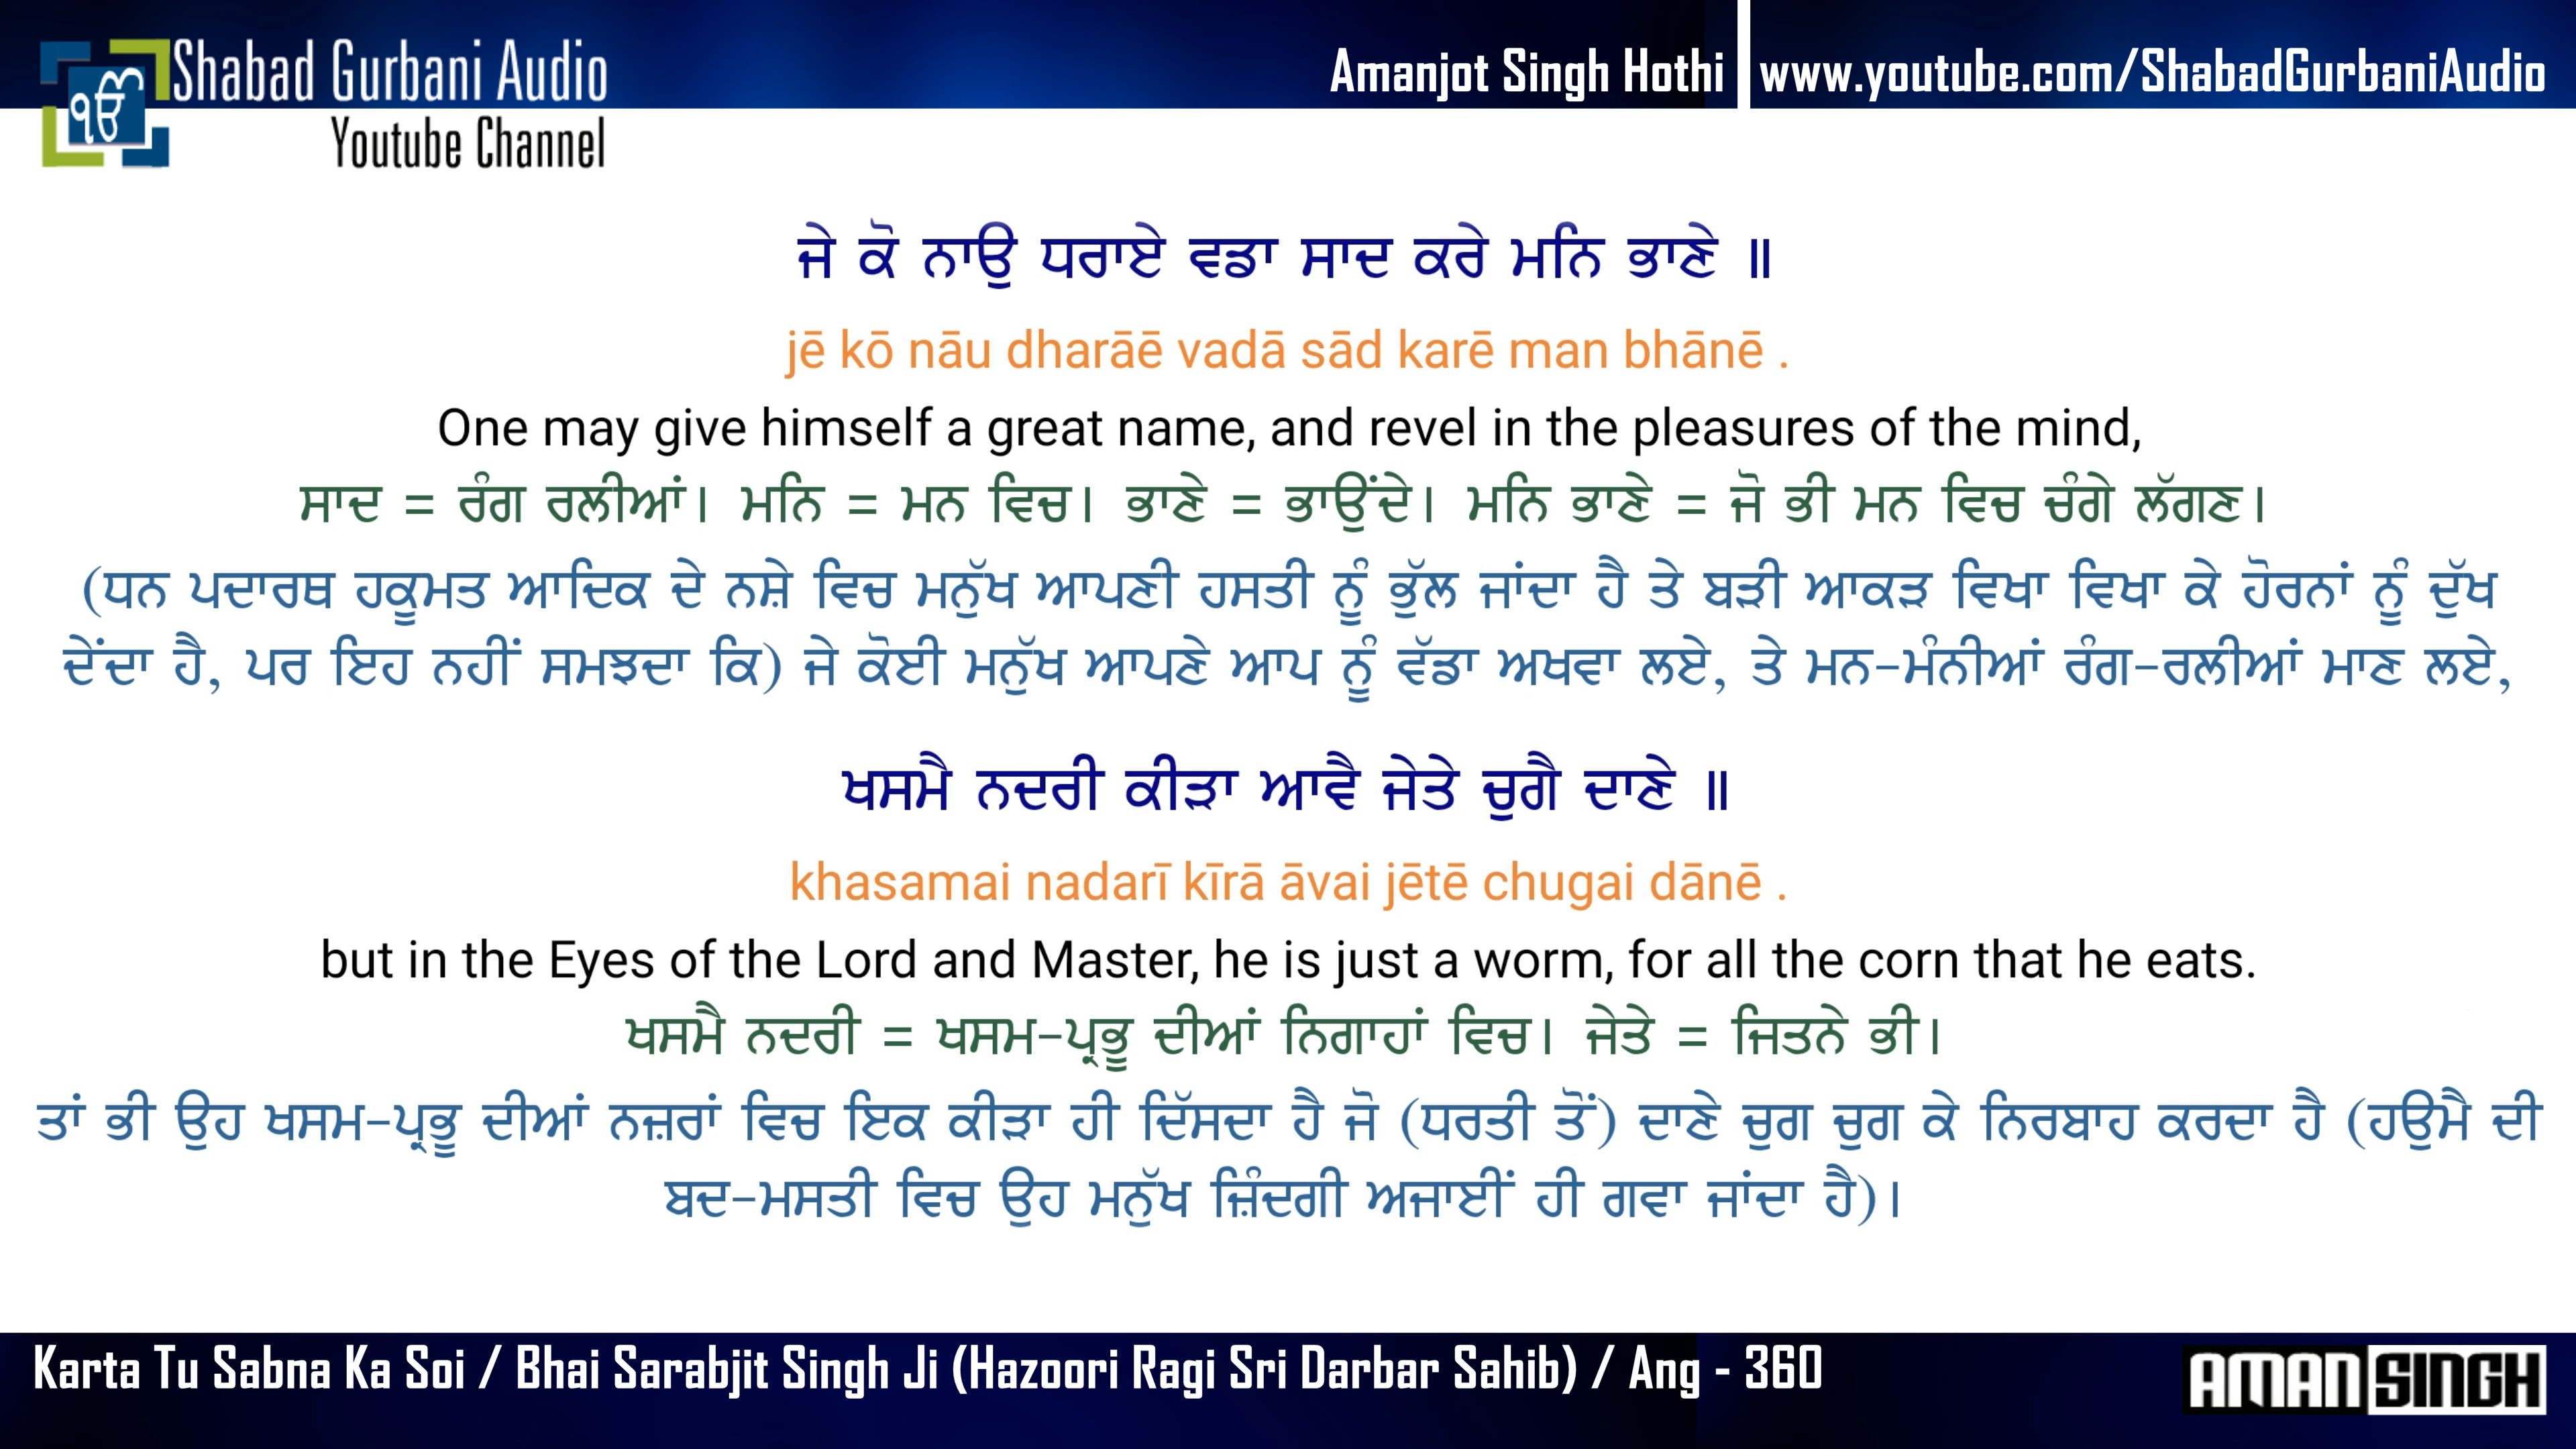 Shabad Gurbani Audio
Youtube Channel
ੴ
Amanjot Singh Hothi
www.youtube.com/ShabadGurbaniAudio
ਜੇ ਕੋ ਨਾਉ ਧਰਾਏ ਵਡਾ ਸਾਦ ਕਰੇ ਮਨਿ ਭਾਣੇ ॥
jē kō nāu dharāē vadā sād karē man bhānē .
One may give himself a great name, and revel in the pleasures of the mind,
ਸਾਦ = ਰੰਗ ਰਲੀਆਂ। ਮਨਿ = ਮਨ ਵਿਚ। ਭਾਣੇ = ਭਾਉਂਦੇ। ਮਨਿ ਭਾਣੇ = ਜੋ ਭੀ ਮਨ ਵਿਚ ਚੰਗੇ ਲੱਗਣ।
(ਧਨ ਪਦਾਰਥ ਹਕੂਮਤ ਆਦਿਕ ਦੇ ਨਸ਼ੇ ਵਿਚ ਮਨੁੱਖ ਆਪਣੀ ਹਸਤੀ ਨੂੰ ਭੁੱਲ ਜਾਂਦਾ ਹੈ ਤੇ ਬੜੀ ਆਕੜ ਵਿਖਾ ਵਿਖਾ ਕੇ ਹੋਰਨਾਂ ਨੂੰ ਦੁੱਖ
ਦੇਂਦਾ ਹੈ, ਪਰ ਇਹ ਨਹੀਂ ਸਮਝਦਾ ਕਿ) ਜੇ ਕੋਈ ਮਨੁੱਖ ਆਪਣੇ ਆਪ ਨੂੰ ਵੱਡਾ ਅਖਵਾ ਲਏ, ਤੇ ਮਨ-ਮੰਨੀਆਂ ਰੰਗ-ਰਲੀਆਂ ਮਾਣ ਲਏ,
ਖਸਮੈ ਨਦਰੀ ਕੀੜਾ ਆਵੈ ਜੇਤੇ ਚੁਗੈ ਦਾਣੇ ॥
khasamai nadarī kīrā āvai jētē chugai dānē .
but in the Eyes of the Lord and Master, he is just a worm, for all the corn that he eats.
ਖਸਮੈ ਨਦਰੀ = ਖਸਮ-ਪ੍ਰਭੂ ਦੀਆਂ ਨਿਗਾਹਾਂ ਵਿਚ। ਜੇਤੇ = ਜਿਤਨੇ ਭੀ।
ਤਾਂ ਭੀ ਉਹ ਖਸਮ-ਪ੍ਰਭੂ ਦੀਆਂ ਨਜ਼ਰਾਂ ਵਿਚ ਇਕ ਕੀੜਾ ਹੀ ਦਿੱਸਦਾ ਹੈ ਜੋ (ਧਰਤੀ ਤੋਂ) ਦਾਣੇ ਚੁਗ ਚੁਗ ਕੇ ਨਿਰਬਾਹ ਕਰਦਾ ਹੈ (ਹਉਮੈ ਦੀ
ਬਦ-ਮਸਤੀ ਵਿਚ ਉਹ ਮਨੁੱਖ ਜ਼ਿੰਦਗੀ ਅਜਾਈਂ ਹੀ ਗਵਾ ਜਾਂਦਾ ਹੈ)।
Karta Tu Sabna Ka Soi / Bhai Sarabjit Singh Ji (Hazoori Ragi Sri Darbar Sahib) / Ang - 360
AMAN SINGH